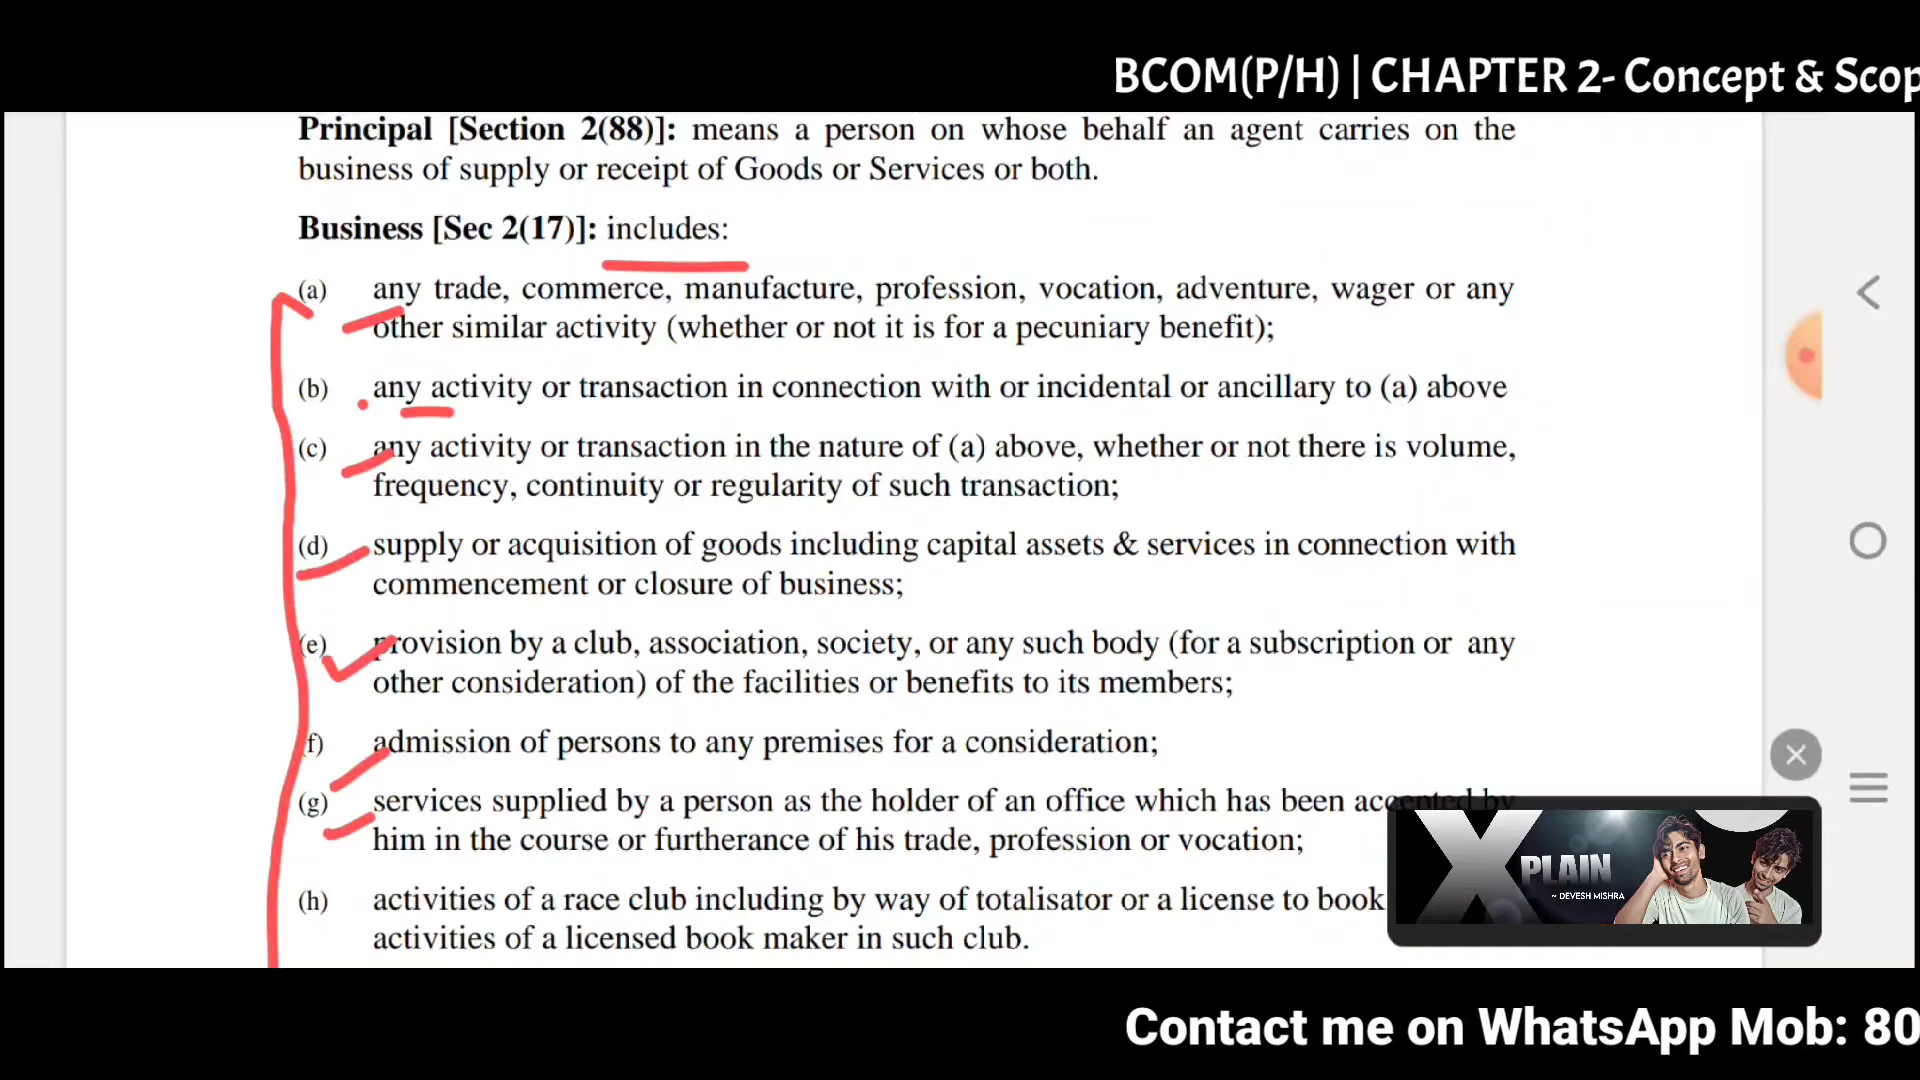 BCOM(P/H) | CHAPTER 2- Concept & Scop
Principal [Section 2(88)]: means a person on whose behalf an agent carries on the
business of supply or receipt of Goods or Services or both.
Business [Sec 2(17)]: includes:
(a) any trade, commerce, manufacture, profession, vocation, adventure, wager or any
other similar activity (whether or not it is for a pecuniary benefit);
(b) any activity or transaction in connection with or incidental or ancillary to (a) above
(c) any activity or transaction in the nature of (a) above, whether or not there is volume,
frequency, continuity or regularity of such transaction;
(d) supply or acquisition of goods including capital assets & services in connection with
commencement or closure of business;
(e) provision by a club, association, society, or any such body (for a subscription or any
other consideration) of the facilities or benefits to its members;
(f) admission of persons to any premises for a consideration;
(g) services supplied by a person as the holder of an office which has been accepted by
him in the course or furtherance of his trade, profession or vocation;
(h) activities of a race club including by way of totalisator or a license to book
activities of a licensed book maker in such club.
XPLAIN
~ DEVESH MISHRA
Contact me on WhatsApp Mob: 80